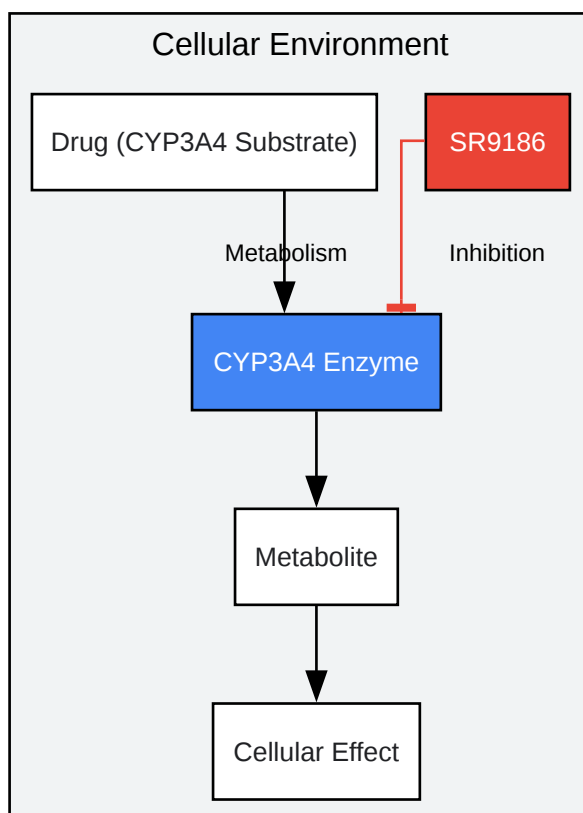 Cellular Environment
Drug (CYP3A4 Substrate)
SR9186
Metabolism
Inhibition
CYP3A4 Enzyme
Metabolite
Cellular Effect